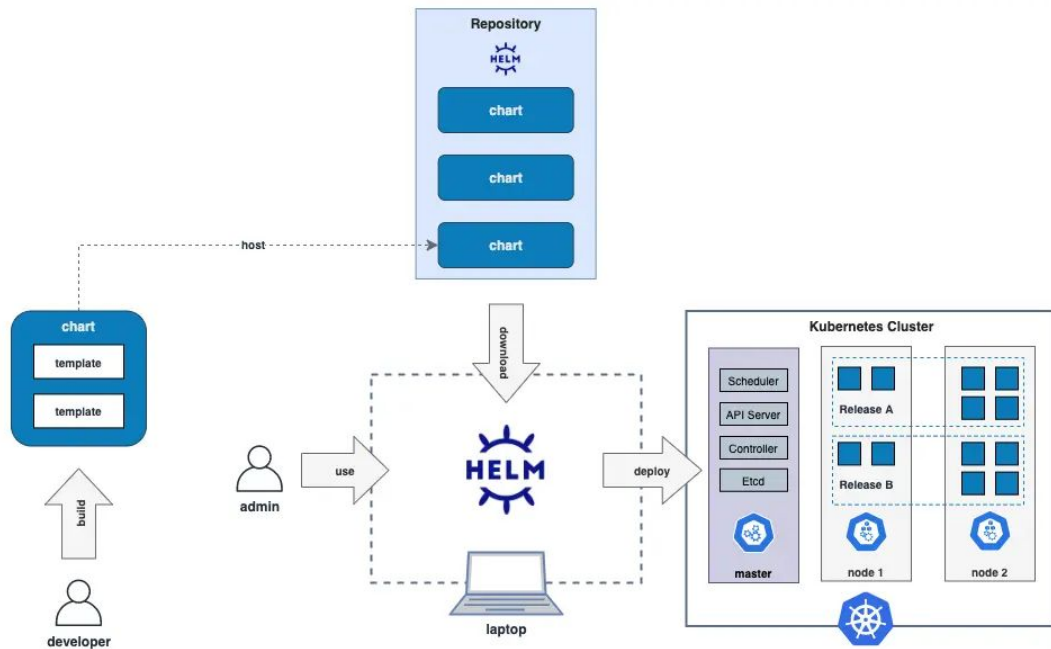 Repository
HELM
chart
chart
chart
host
chart
template
template
build
developer
download
admin
use
HELM
laptop
deploy
Kubernetes Cluster
Scheduler
API Server
Controller
Etcd
master
Release A
Release B
node 1
node 2